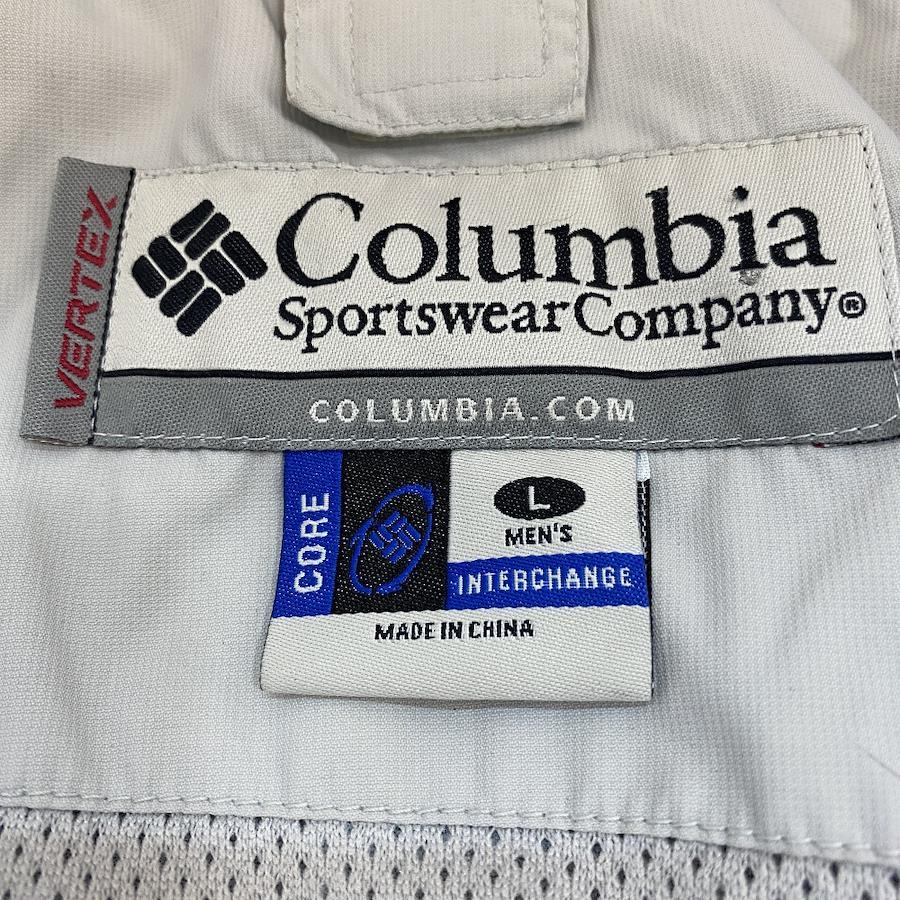 VERTEX
Columbia
Sportswear Company®
COLUMBIA.COM
CORE
L
MEN'S
INTERCHANGE
MADE IN CHINA